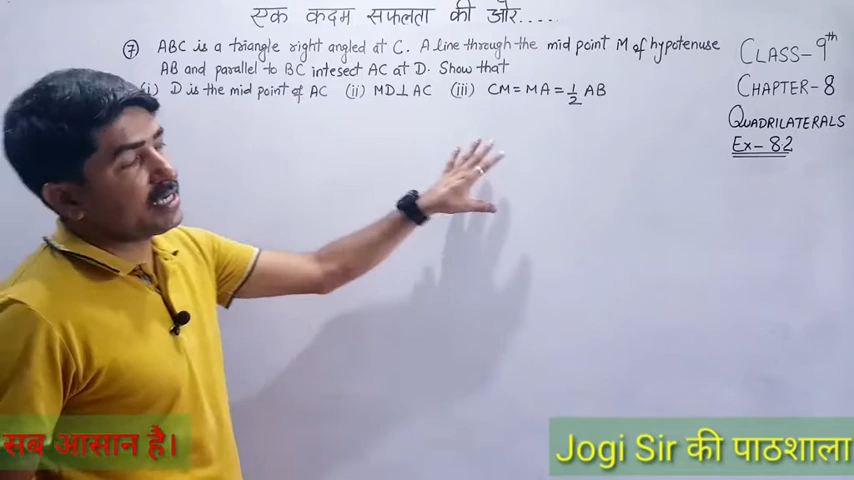 एक कदम सफलता की ओर.....
⑦ ABC is a triangle right angled at C. A line through the mid point M of hypotenuse
AB and parallel to BC intesect AC at D. Show that
(i) D is the mid point of AC (ii) MD⊥AC (iii) CM=MA=1/2 AB
CLASS-9th
CHAPTER-8
QUADRILATERALS
Ex-8.2
सब आसान है।
Jogi Sir की पाठशाला